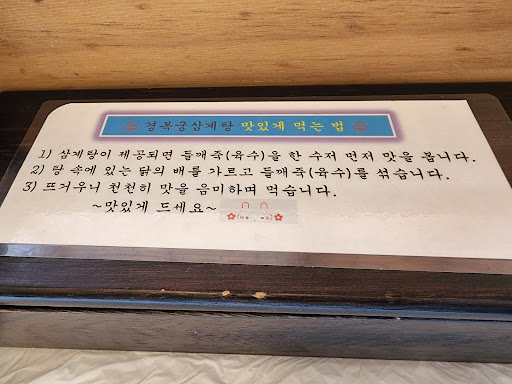 경복궁삼계탕 맛있게 먹는 법
1) 삼계탕이 제공되면 들깨죽(육수)을 한 수저 먼저 맛을 봅니다.
2) 탕 속에 있는 닭의 배를 가르고 들깨죽(육수)를 섞습니다.
3) 뜨거우니 천천히 맛을 음미하며 먹습니다.
~맛있게 드세요~